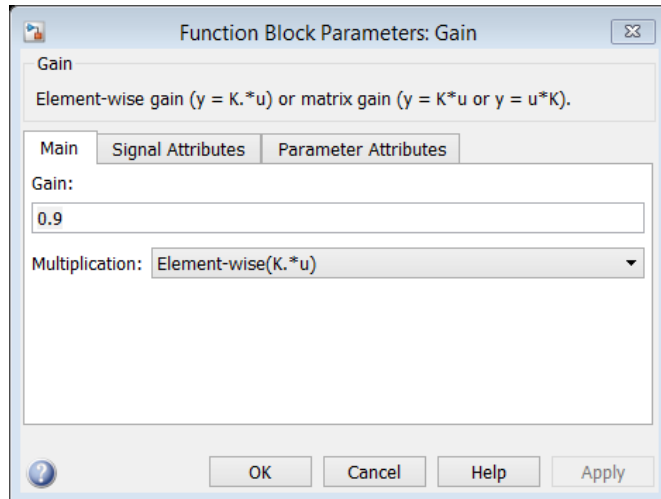 Function Block Parameters: Gain
Gain
Element-wise gain (y = K.*u) or matrix gain (y = K*u or y = u*K).
Main Signal Attributes Parameter Attributes
Gain:
0.9
Multiplication: Element-wise(K.*u)
? OK Cancel Help Apply